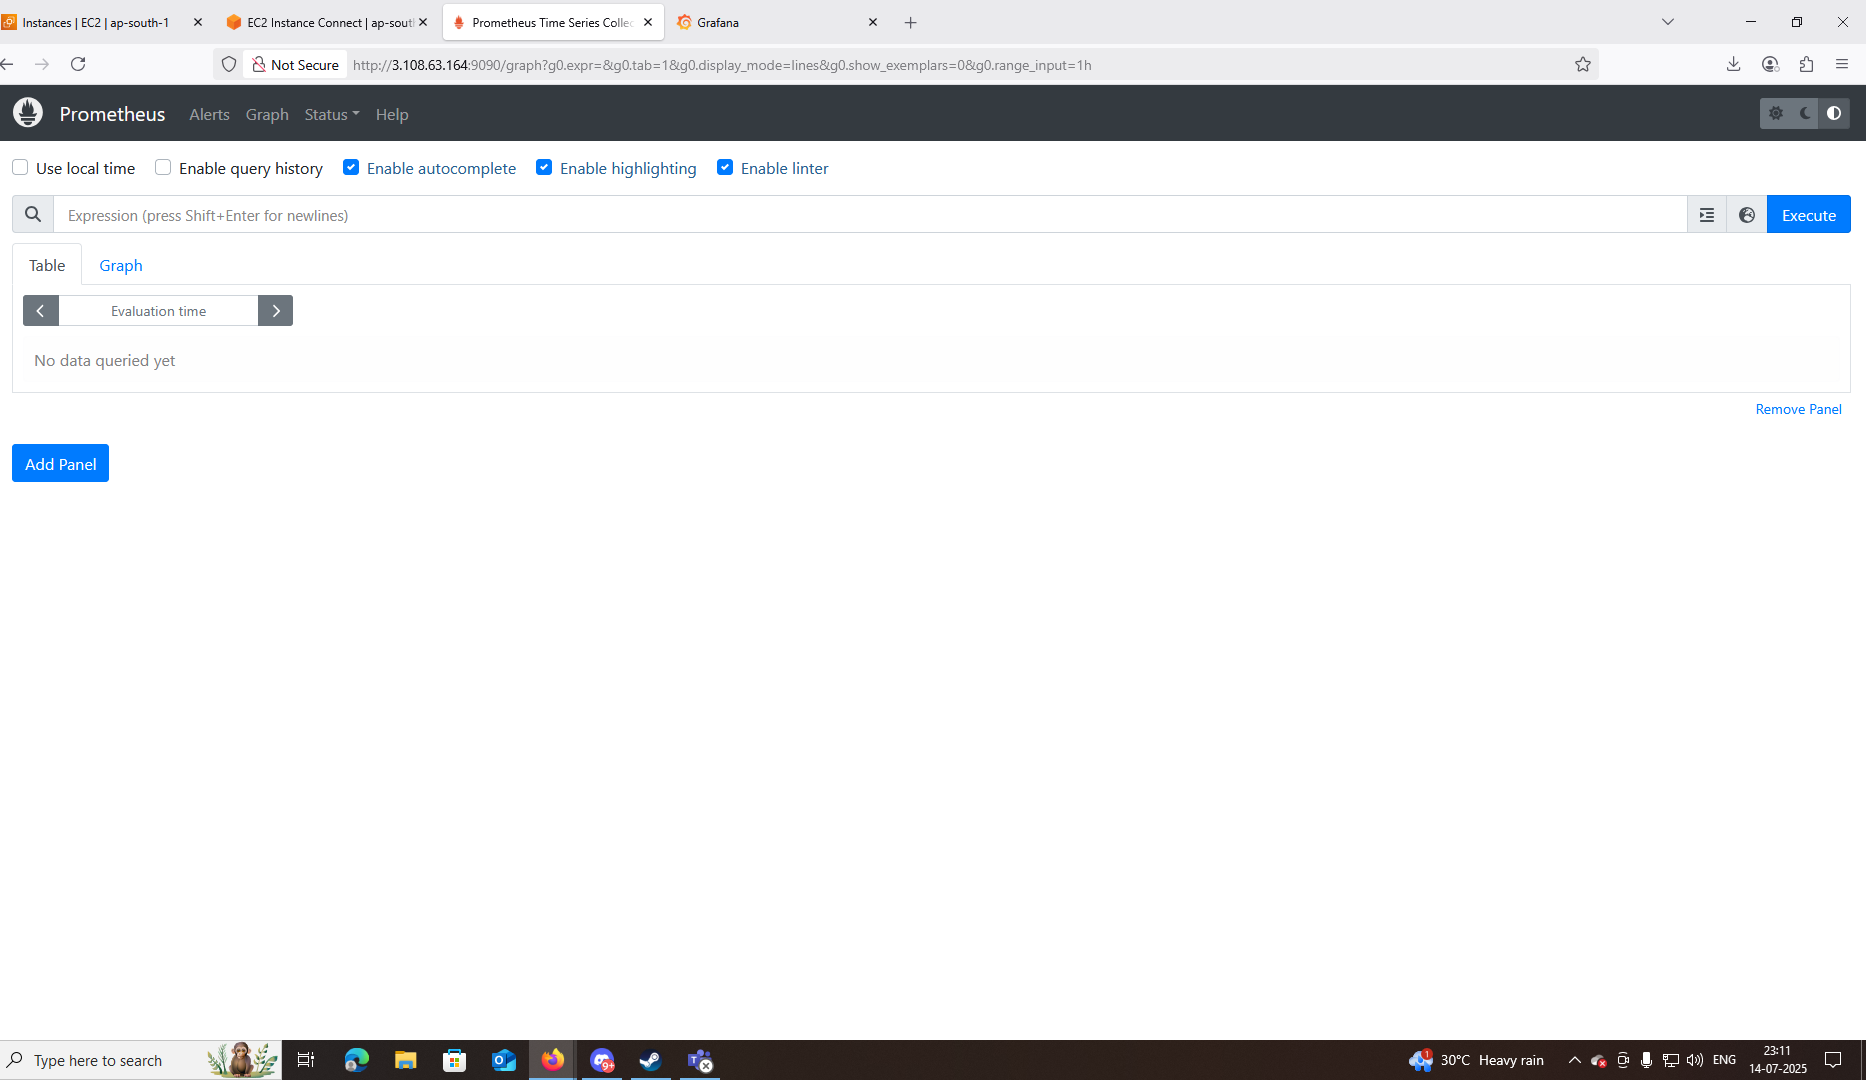 Instances | EC2 | ap-south-1
EC2 Instance Connect | ap-sout
Prometheus Time Series Collec
Grafana
Not Secure
http://3.108.63.164:9090/graph?g0.expr=&g0.tab=1&g0.display_mode=lines&g0.show_exemplars=0&g0.range_input=1h
Prometheus Alerts Graph Status Help
Use local time Enable query history Enable autocomplete Enable highlighting Enable linter
Expression (press Shift+Enter for newlines)
Execute
Table Graph
Evaluation time
No data queried yet
Remove Panel
Add Panel
Type here to search
9+
1
30°C Heavy rain
ENG
23:11
14-07-2025